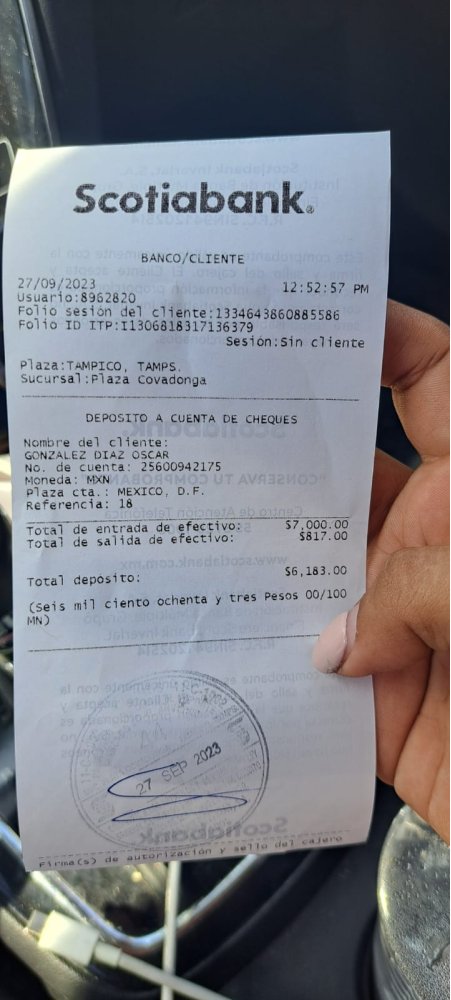 Scotiabank®
BANCO/CLIENTE
27/09/2023 12:52:57 PM
Usuario:8962820
Folio sesión del cliente:1334643860885586
Folio ID ITP:I1306818317136379
Sesión:Sin cliente
Plaza:TAMPICO, TAMPS.
Sucursal:Plaza Covadonga
DEPOSITO A CUENTA DE CHEQUES
Nombre del cliente:
GONZALEZ DIAZ OSCAR
No. de cuenta: 25600942175
Moneda: MXN
Plaza cta.: MEXICO, D.F.
Referencia: 18
Total de entrada de efectivo: $7,000.00
Total de salida de efectivo: $817.00
Total depósito: $6,183.00
(Seis mil ciento ochenta y tres Pesos 00/100
MN)
27 SEP 2023
Firma(s) de autorización y sello del cajero